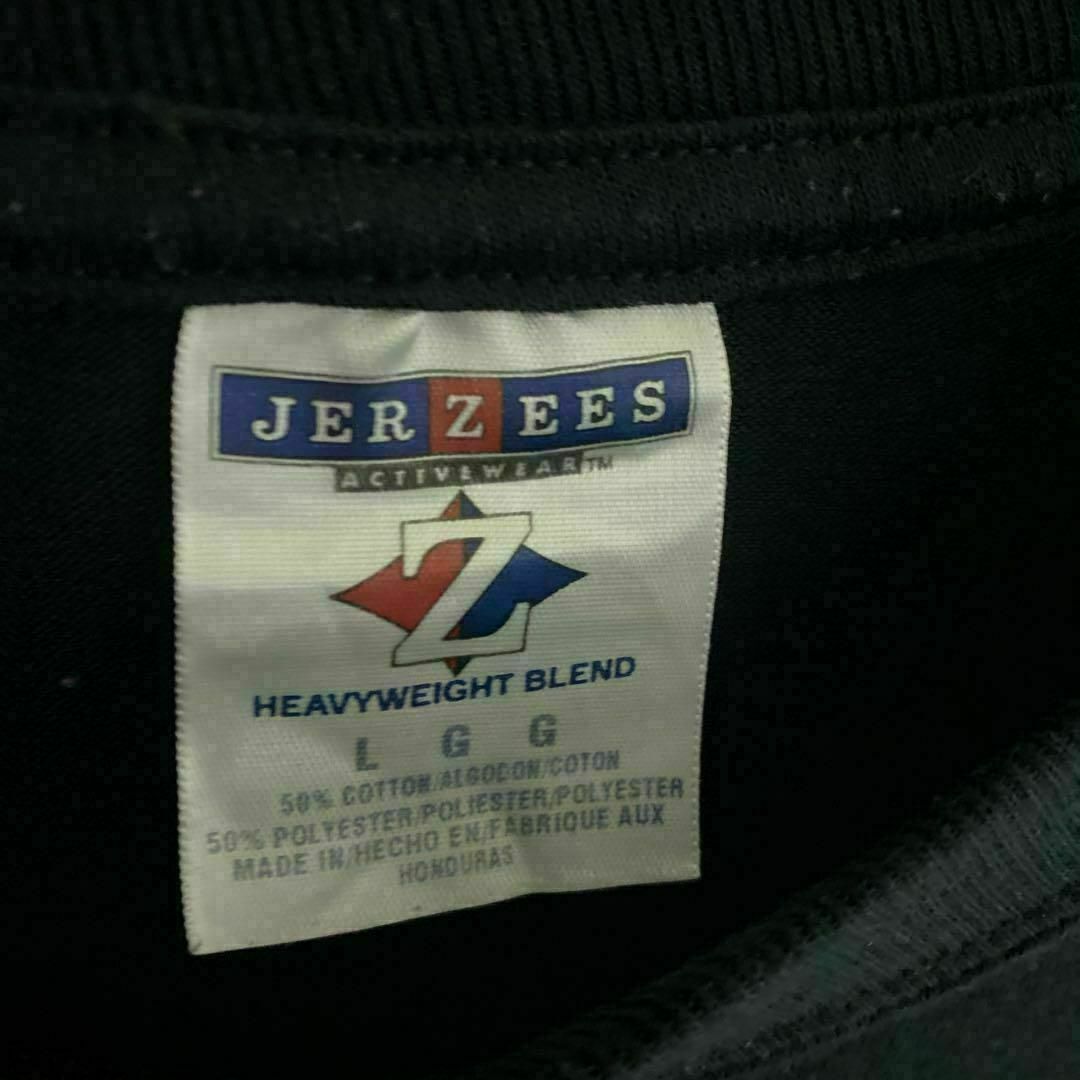 JERZEES
ACTIVEWEAR™
Z
HEAVYWEIGHT BLEND
L G G
50% COTTON/ALGODON/COTON
50% POLYESTER/POLIESTER/POLYESTER
MADE IN/HECHO EN/FABRIQUE AUX
HONDURAS